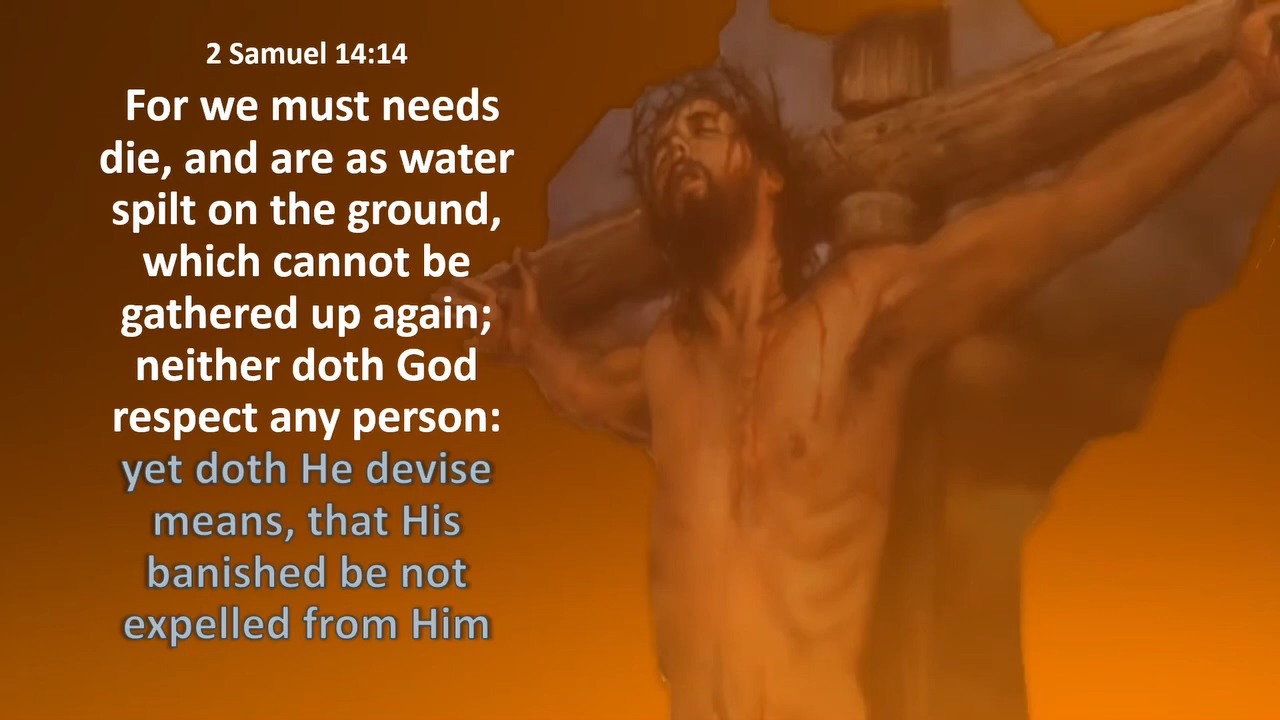 2 Samuel 14:14
For we must needs
die, and are as water
spilt on the ground,
which cannot be
gathered up again;
neither doth God
respect any person:
yet doth He devise
means, that His
banished be not
expelled from Him